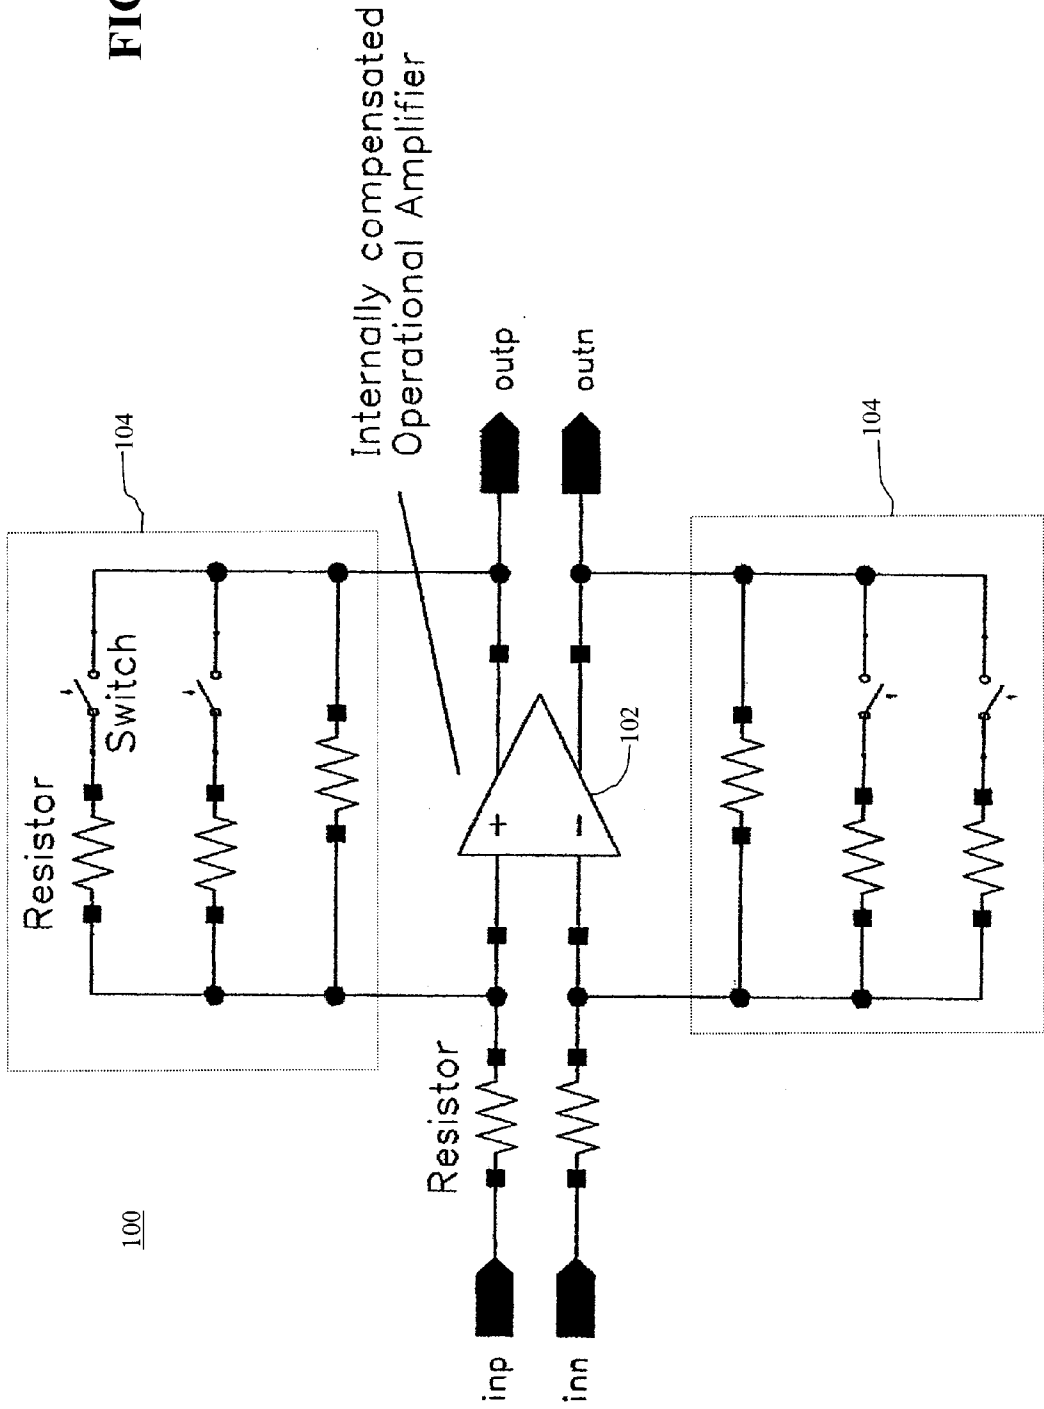 FIG
Internally compensated
Operational Amplifier
104
Resistor
Switch
outp
outn
+
−
102
104
Resistor
100
inp
inn